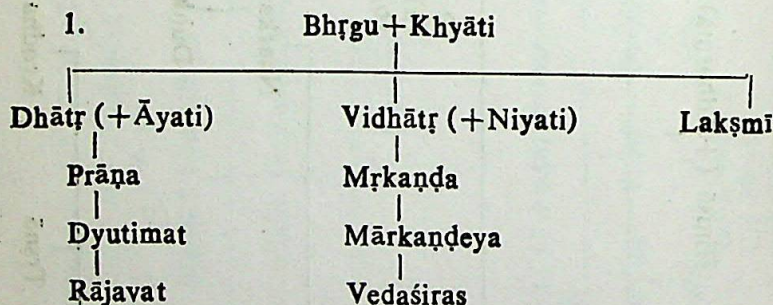 1. Bhṛgu+Khyāti
Dhātṛ (+Āyati) Vidhātṛ (+Niyati) Lakṣmī
Prāṇa Mṛkaṇḍa
Dyutimat Mārkaṇḍeya
Rājavat Vedaśiras